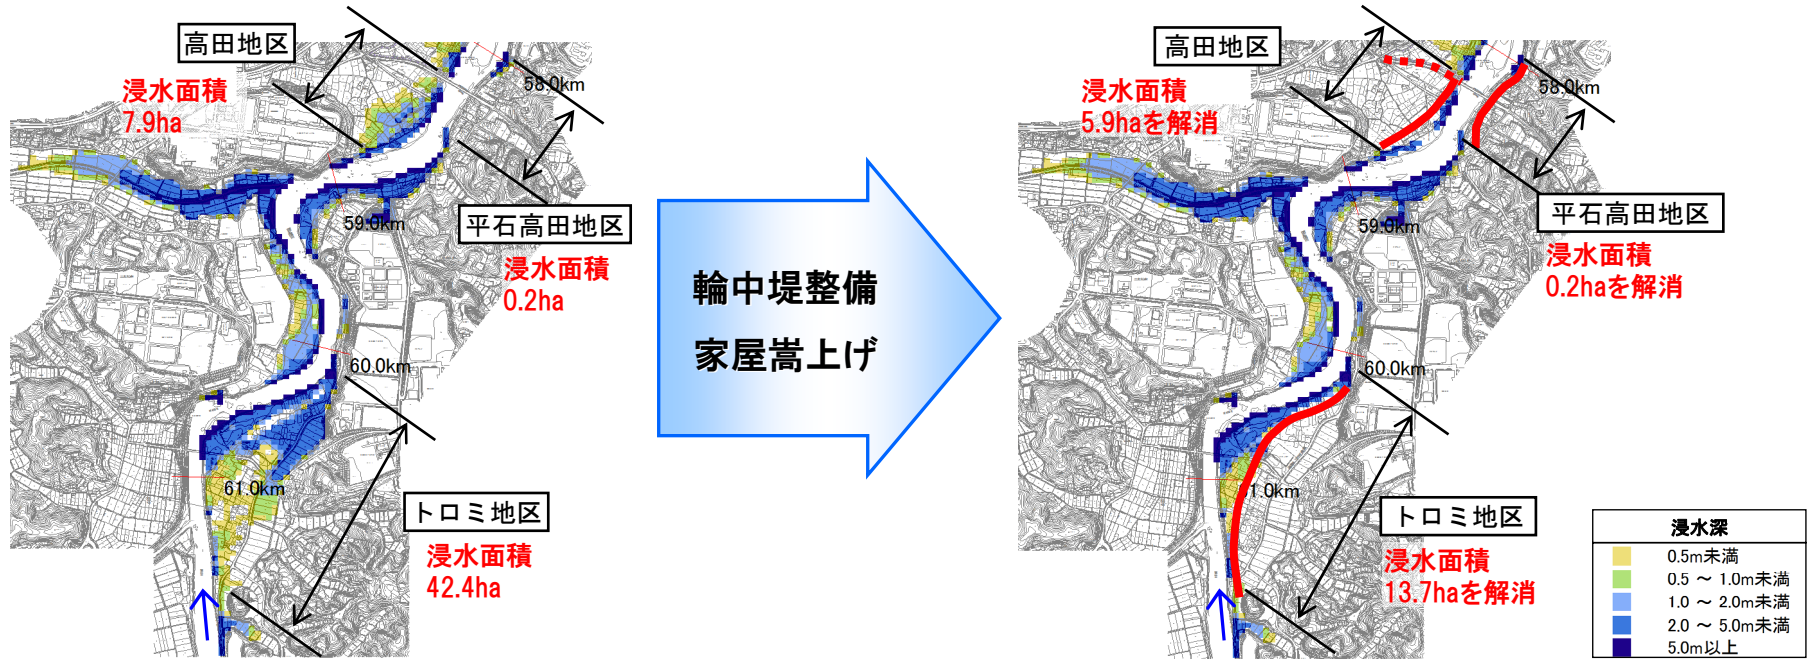 高田地区
浸水面積
7.9ha
58.0km
59.0km
平石高田地区
浸水面積
0.2ha
60.0km
61.0km
トロミ地区
浸水面積
42.4ha
輪中堤整備
家屋嵩上げ
高田地区
浸水面積
5.9haを解消
58.0km
59.0km
平石高田地区
浸水面積
0.2haを解消
60.0km
1.0km
トロミ地区
浸水面積
13.7haを解消
浸水深
0.5m未満
0.5 ～ 1.0m未満
1.0 ～ 2.0m未満
2.0 ～ 5.0m未満
5.0m以上